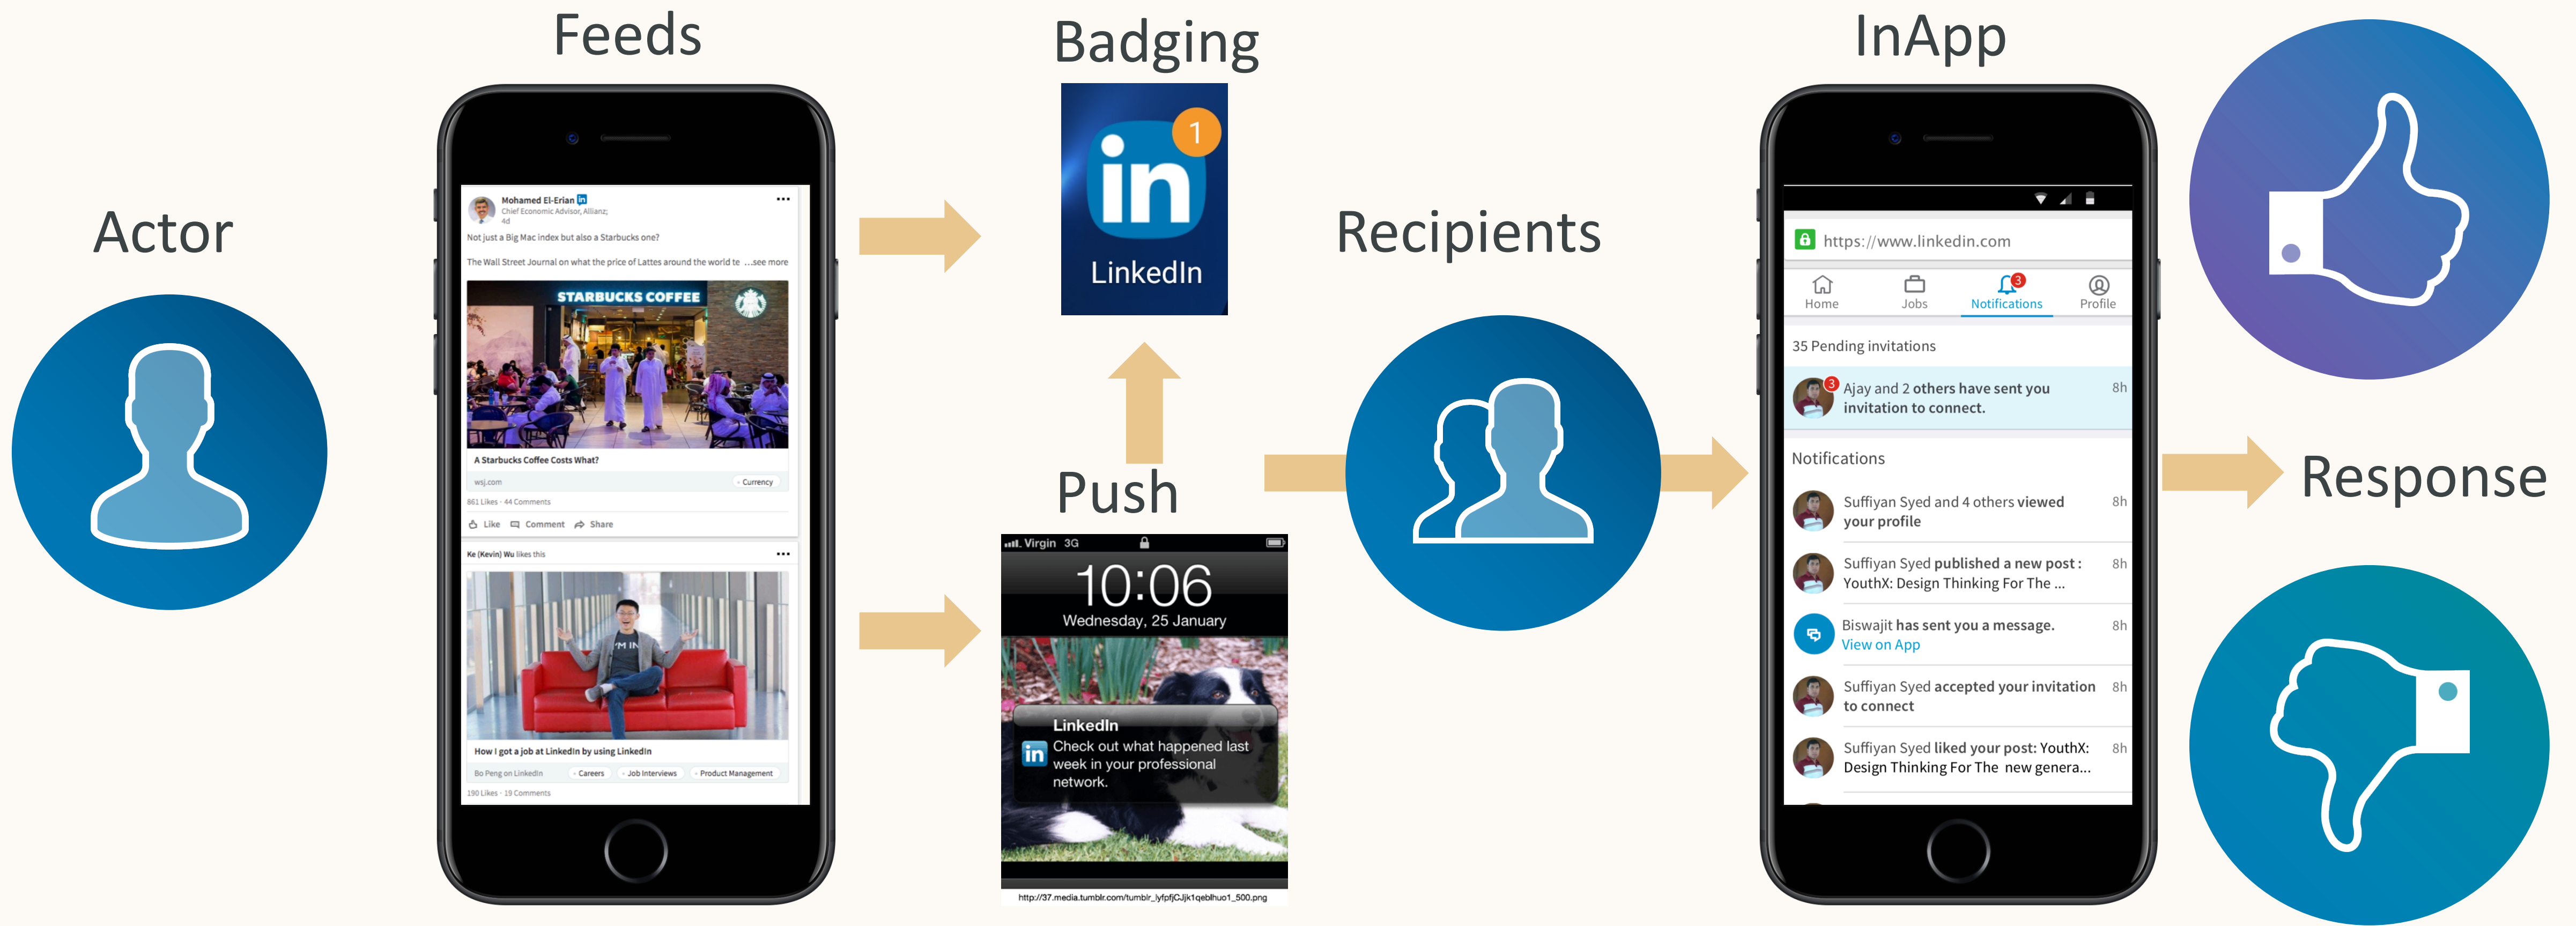 Actor
Feeds
Mohamed El-Erian in
Chief Economic Advisor, Allianz;
4d
Not just a Big Mac index but also a Starbucks one?
The Wall Street Journal on what the price of Lattes around the world te ...see more
STARBUCKS COFFEE
A Starbucks Coffee Costs What?
wsj.com
Currency
861 Likes · 44 Comments
Like Comment Share
Ke (Kevin) Wu likes this
I'M IN
How I got a job at LinkedIn by using LinkedIn
Bo Peng on LinkedIn
Careers
Job Interviews
Product Management
190 Likes · 19 Comments
Badging
1
in
LinkedIn
Push
Virgin 3G
10:06
Wednesday, 25 January
LinkedIn
in
Check out what happened last
week in your professional
network.
http://37.media.tumblr.com/tumblr_lyfpfjCJjk1qeblhuo1_500.png
Recipients
InApp
https://www.linkedin.com
3
Home
Jobs
Notifications
Profile
35 Pending invitations
3
Ajay and 2 others have sent you
invitation to connect.
8h
Notifications
Suffiyan Syed and 4 others viewed
your profile
8h
Suffiyan Syed published a new post :
YouthX: Design Thinking For The ...
8h
Biswajit has sent you a message.
View on App
8h
Suffiyan Syed accepted your invitation
to connect
8h
Suffiyan Syed liked your post: YouthX:
Design Thinking For The new genera...
8h
Response